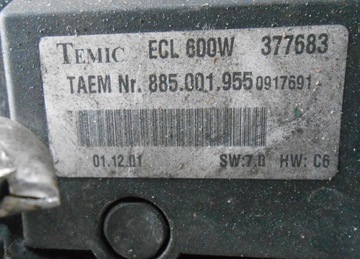 TEMIC ECL 600W 377683
TAEM Nr. 885.001.955 0917691
01.12.01 SW:7,0 HW: C6